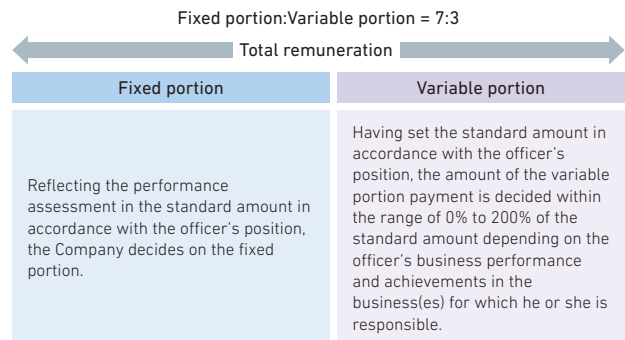 Fixed portion:Variable portion = 7:3
Total remuneration
Fixed portion
Variable portion
Reflecting the performance
assessment in the standard amount in
accordance with the officer's position,
the Company decides on the fixed
portion.
Having set the standard amount in
accordance with the officer's
position, the amount of the variable
portion payment is decided within
the range of 0% to 200% of the
standard amount depending on the
officer's business performance
and achievements in the
business(es) for which he or she is
responsible.